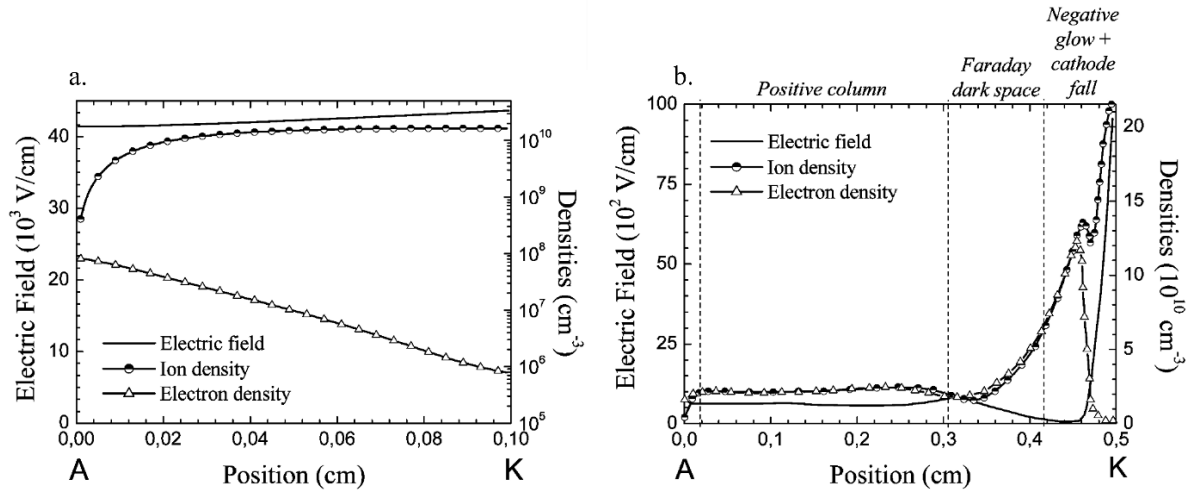 a.
Electric Field (10³ V/cm)
40
30
20
10
0
Electric field
Ion density
Electron density
10¹⁰
10⁹
10⁸
10⁷
10⁶
10⁵
Densities (cm⁻³)
0,00 0,02 0,04 0,06 0,08 0,10
A Position (cm) K
b.
Positive column
Faraday
dark space
Negative
glow +
cathode
fall
Electric Field (10² V/cm)
100
75
50
25
0
Electric field
Ion density
Electron density
20
15
10
5
0
Densities (10¹⁰ cm⁻³)
0,0 0,1 0,2 0,3 0,4 0,5
A Position (cm) K